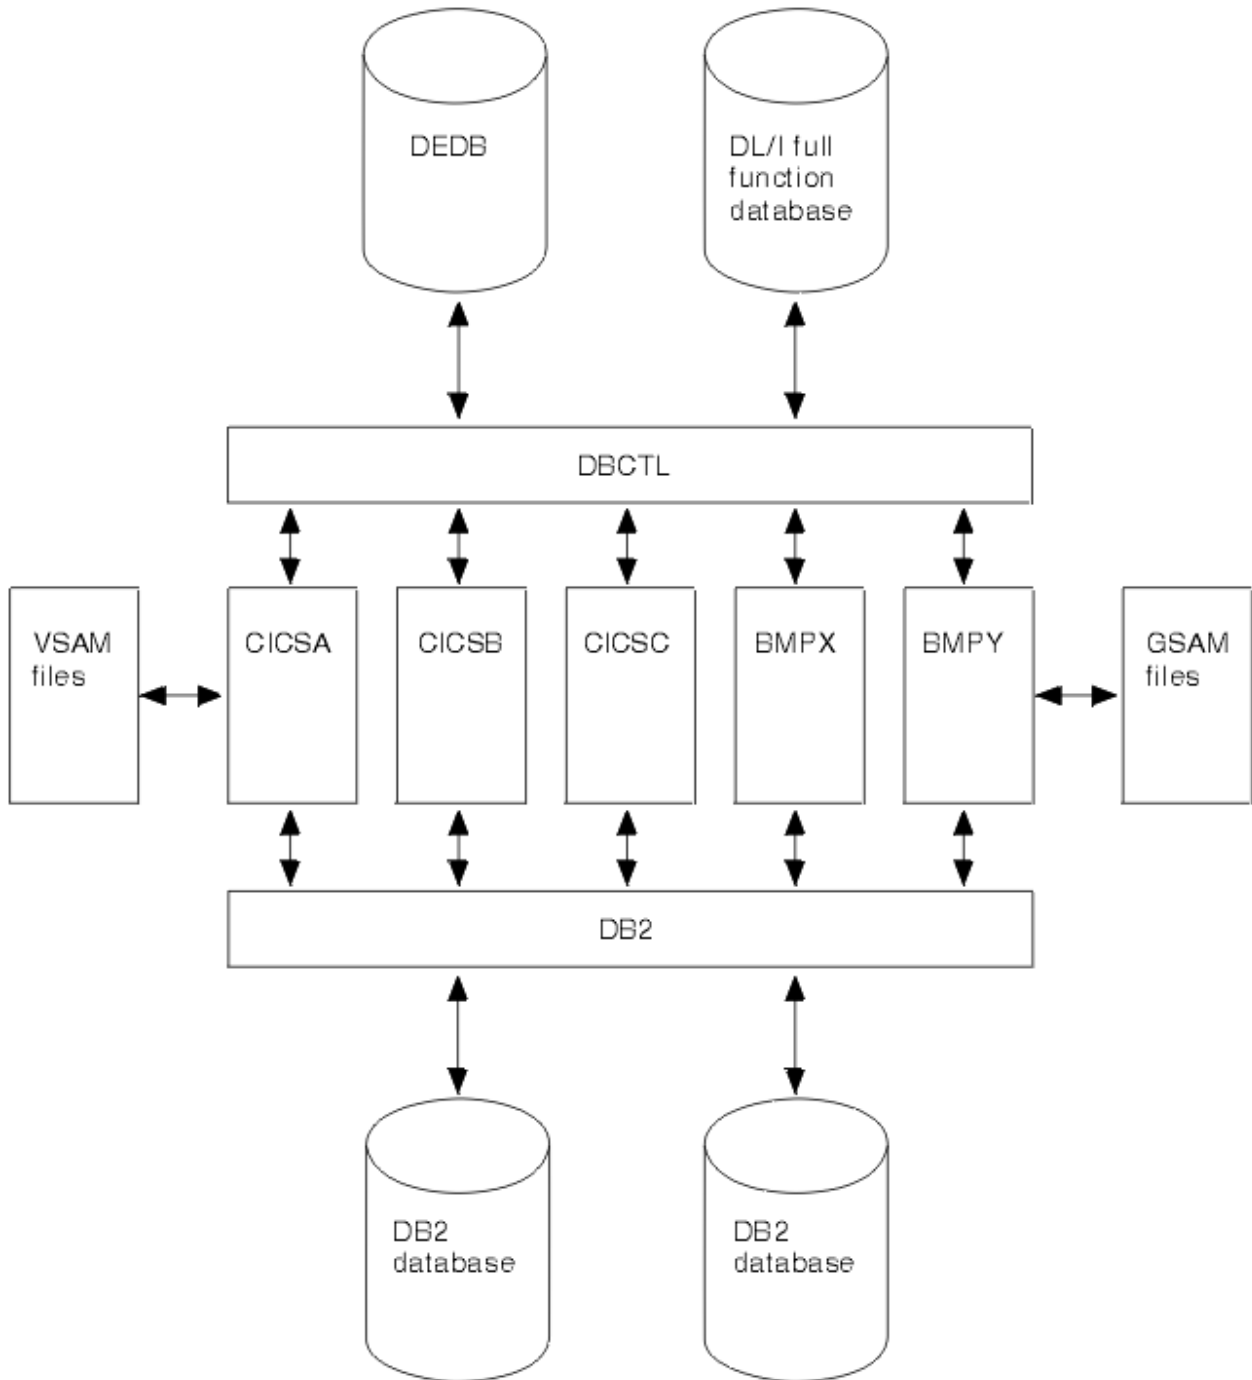 DEDB
DL/I full
function
database
DBCTL
VSAM
files
CICSA
CICSB
CICSC
BMPX
BMPY
GSAM
files
DB2
DB2
database
DB2
database